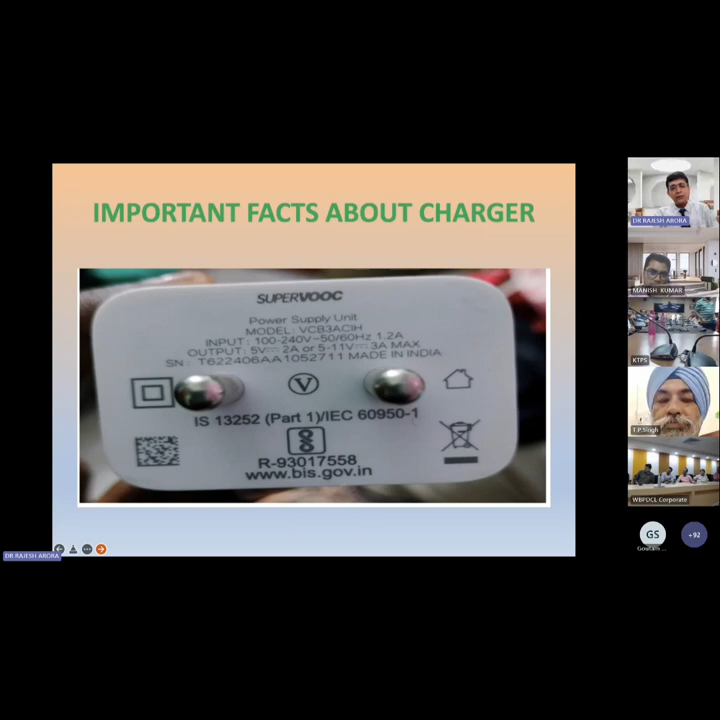 IMPORTANT FACTS ABOUT CHARGER
SUPERVOOC
Power Supply Unit
MODEL: VCB3ACIH
INPUT: 100-240V~50/60Hz 1.2A
OUTPUT: 5V⎓2A or 5-11V⎓3A MAX
SN: T622406AA1052711 MADE IN INDIA
V
IS 13252 (Part 1)/IEC 60950-1
R-93017558
www.bis.gov.in
DR RAJESH ARORA
DR RAJESH ARORA
MANISH KUMAR
KTPS
T.P.Singh
WBPDCL Corporate
GS
+92
Goutam ...